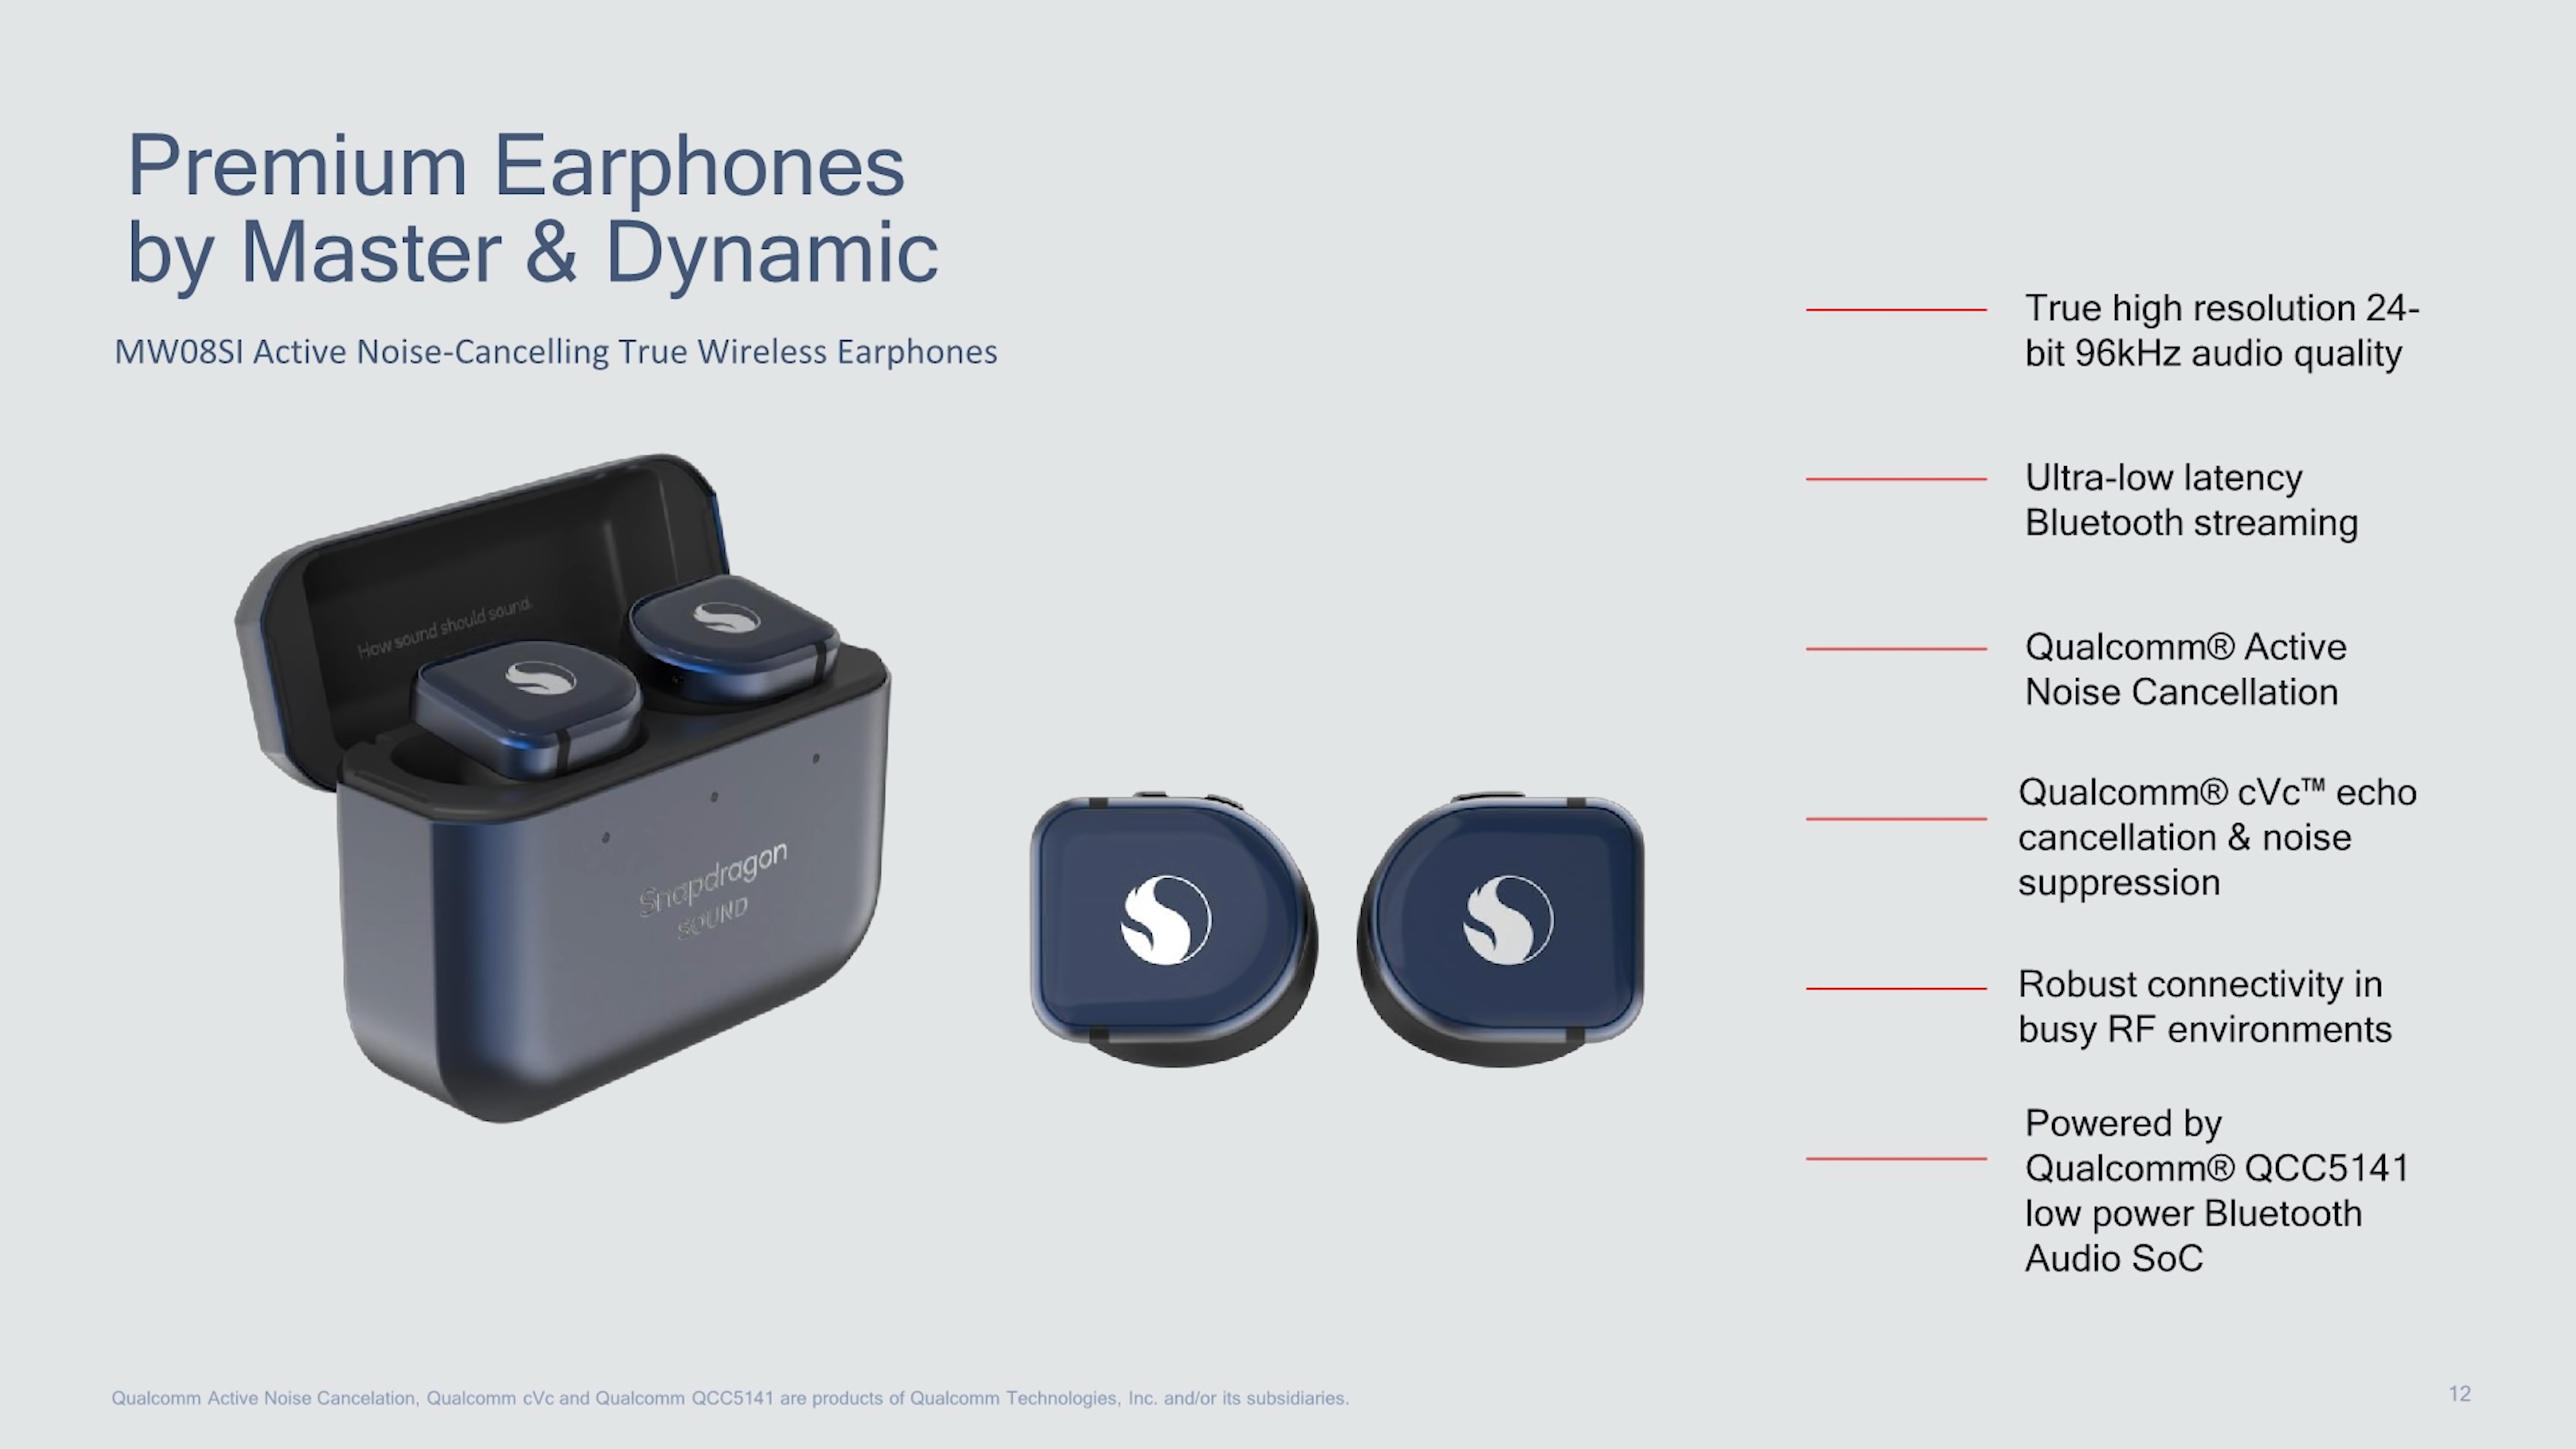 Premium Earphones
by Master & Dynamic
MW08SI Active Noise-Cancelling True Wireless Earphones
How sound should sound.
Snapdragon
SOUND
True high resolution 24-
bit 96kHz audio quality
Ultra-low latency
Bluetooth streaming
Qualcomm® Active
Noise Cancellation
Qualcomm® cVc™ echo
cancellation & noise
suppression
Robust connectivity in
busy RF environments
Powered by
Qualcomm® QCC5141
low power Bluetooth
Audio SoC
Qualcomm Active Noise Cancelation, Qualcomm cVc and Qualcomm QCC5141 are products of Qualcomm Technologies, Inc. and/or its subsidiaries.
12